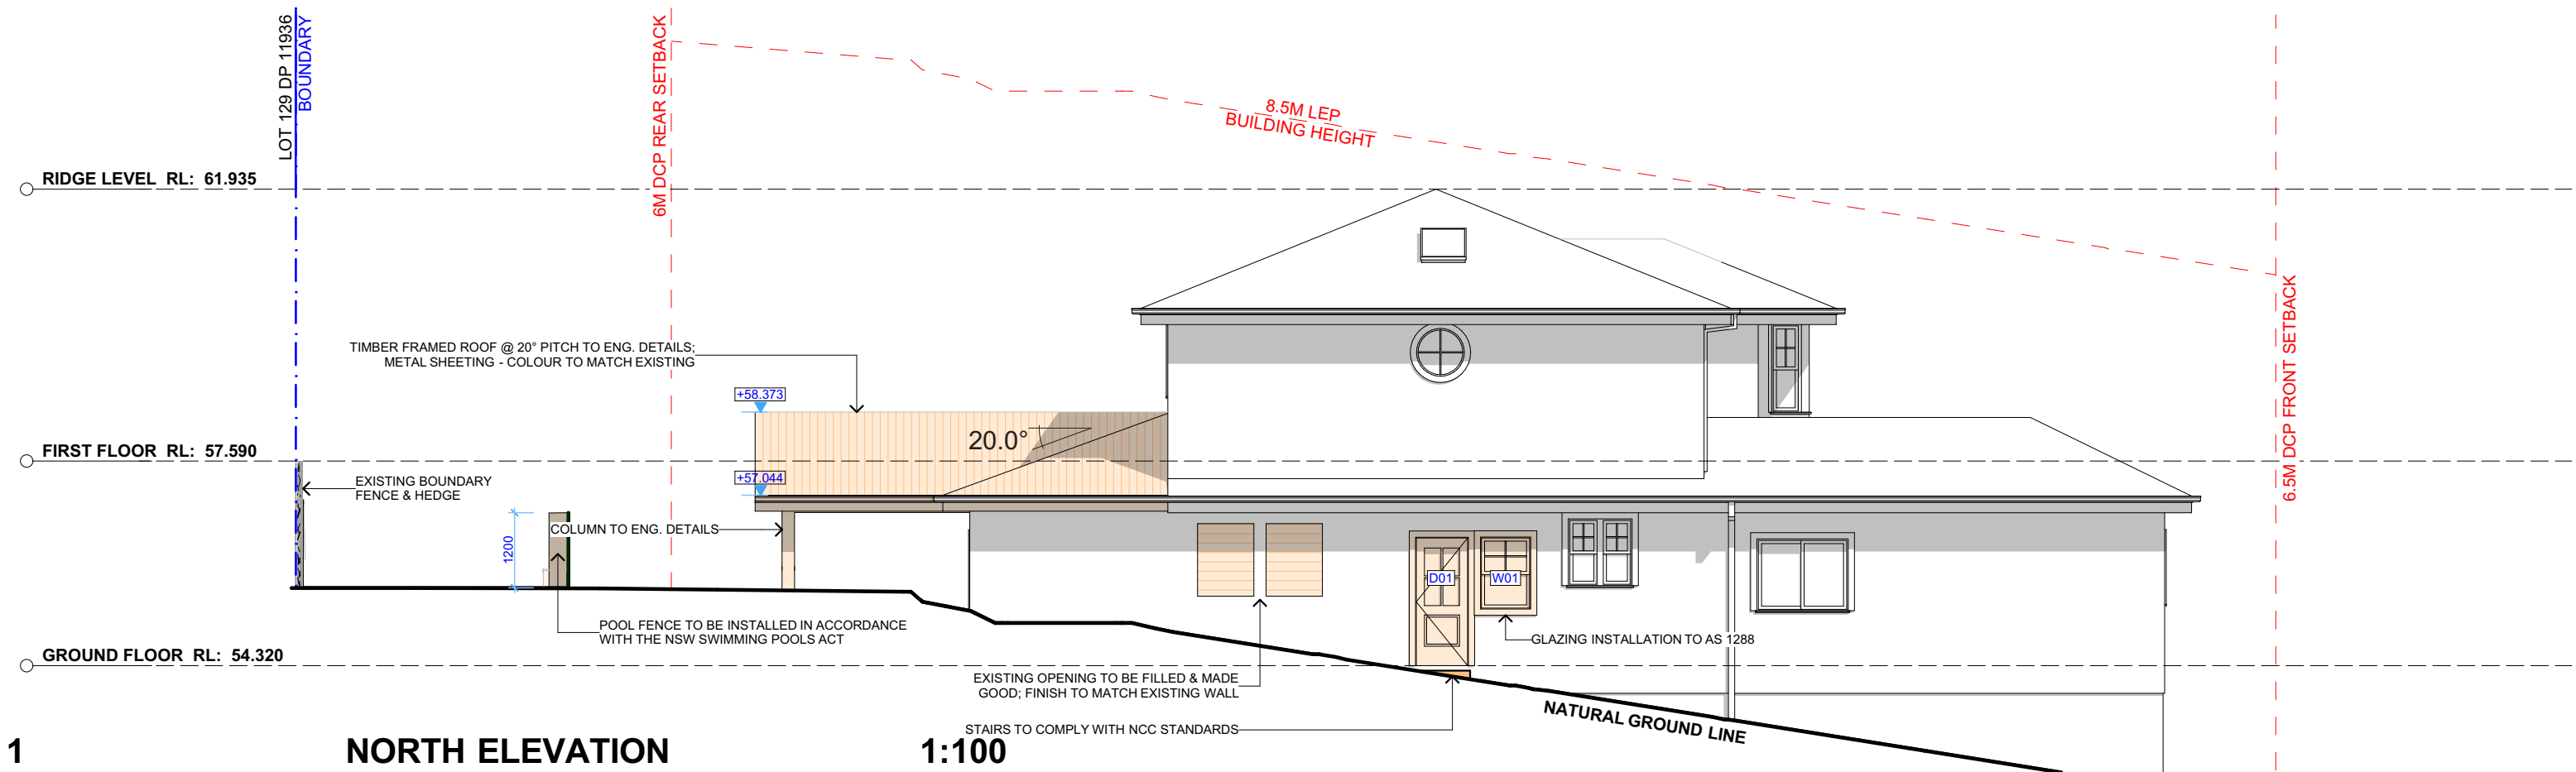 LOT 129 DP 11936
BOUNDARY
6M DCP REAR SETBACK
8.5M LEP
BUILDING HEIGHT
RIDGE LEVEL RL: 61.935
6.5M DCP FRONT SETBACK
TIMBER FRAMED ROOF @ 20° PITCH TO ENG. DETAILS;
METAL SHEETING - COLOUR TO MATCH EXISTING
+58.373
20.0°
FIRST FLOOR RL: 57.590
+57.044
EXISTING BOUNDARY
FENCE & HEDGE
COLUMN TO ENG. DETAILS
1200
D01
W01
POOL FENCE TO BE INSTALLED IN ACCORDANCE
WITH THE NSW SWIMMING POOLS ACT
GLAZING INSTALLATION TO AS 1288
GROUND FLOOR RL: 54.320
EXISTING OPENING TO BE FILLED & MADE
GOOD; FINISH TO MATCH EXISTING WALL
STAIRS TO COMPLY WITH NCC STANDARDS
NATURAL GROUND LINE
1 NORTH ELEVATION 1:100